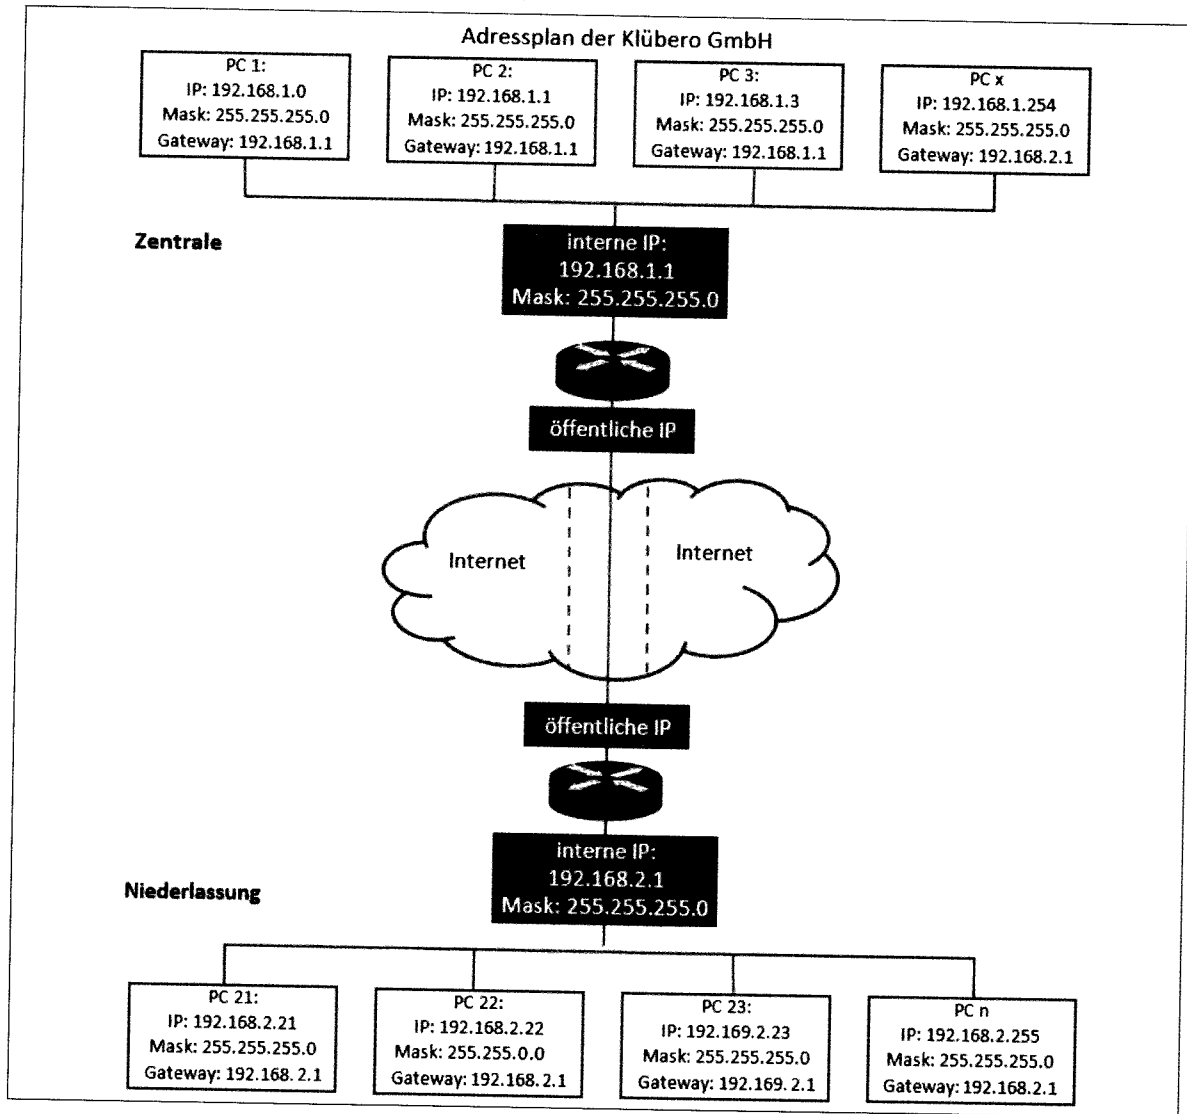 Adressplan der Klübero GmbH
PC 1:
IP: 192.168.1.0
Mask: 255.255.255.0
Gateway: 192.168.1.1
PC 2:
IP: 192.168.1.1
Mask: 255.255.255.0
Gateway: 192.168.1.1
PC 3:
IP: 192.168.1.3
Mask: 255.255.255.0
Gateway: 192.168.1.1
PC x
IP: 192.168.1.254
Mask: 255.255.255.0
Gateway: 192.168.2.1
Zentrale
interne IP:
192.168.1.1
Mask: 255.255.255.0
öffentliche IP
Internet
Internet
öffentliche IP
interne IP:
192.168.2.1
Mask: 255.255.255.0
Niederlassung
PC 21:
IP: 192.168.2.21
Mask: 255.255.255.0
Gateway: 192.168. 2.1
PC 22:
IP: 192.168.2.22
Mask: 255.255.0.0
Gateway: 192.168.2.1
PC 23:
IP: 192.169.2.23
Mask: 255.255.255.0
Gateway: 192.169. 2.1
PC n
IP: 192.168.2.255
Mask: 255.255.255.0
Gateway: 192.168.2.1